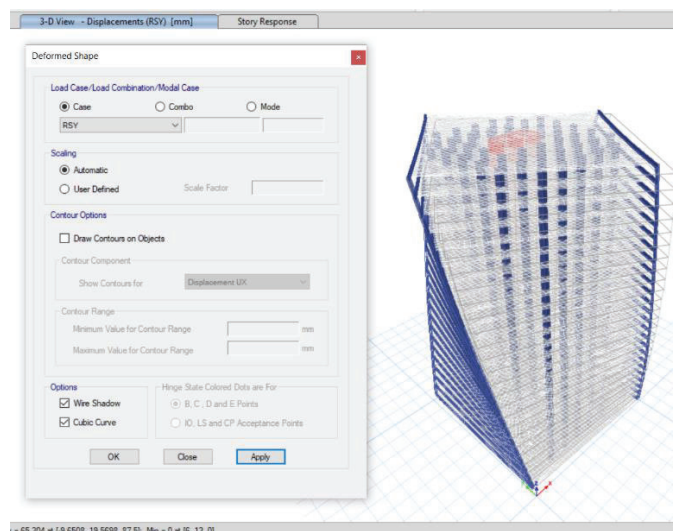 3-D View - Displacements (RSY) [mm]
Story Response
Deformed Shape
Load Case/Load Combination/Modal Case
Case
Combo
Mode
RSY
Scaling
Automatic
User Defined
Scale Factor
Contour Options
Draw Contours on Objects
Contour Component
Show Contours for
Displacement UX
Contour Range
Minimum Value for Contour Range
mm
Maximum Value for Contour Range
mm
Options
Wire Shadow
Cubic Curve
Hinge State Colored Dots are For
B, C, D and E Points
IO, LS and CP Acceptance Points
OK
Close
Apply